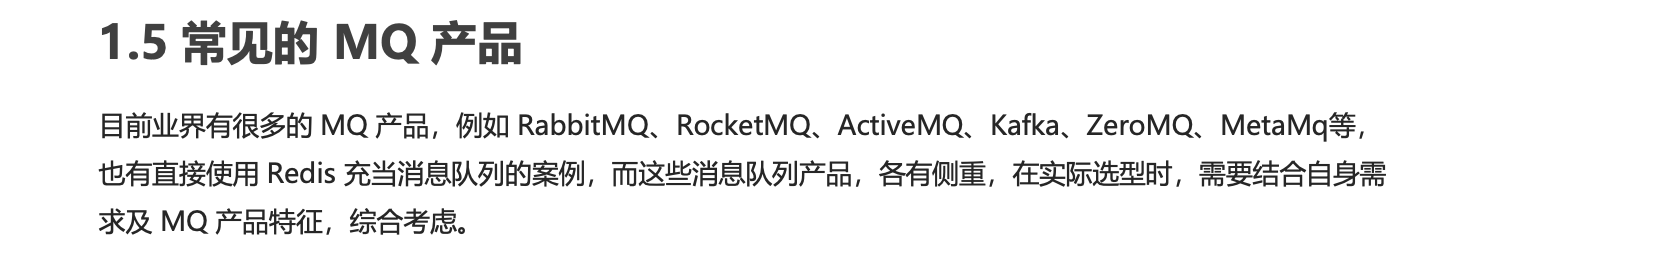 1.5 常见的 MQ 产品
目前业界有很多的 MQ 产品，例如 RabbitMQ、RocketMQ、ActiveMQ、Kafka、ZeroMQ、MetaMq等，
也有直接使用 Redis 充当消息队列的案例，而这些消息队列产品，各有侧重，在实际选型时，需要结合自身需
求及 MQ 产品特征，综合考虑。